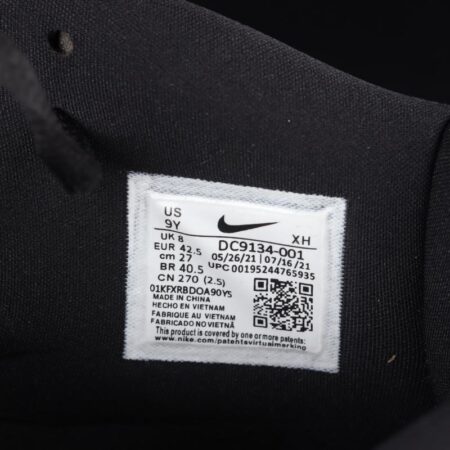 US
9Y
XH
UK 8
EUR 42.5
cm 27
BR 40.5
CN 270 (2.5)
DC9134-001
05/26/21 07/16/21
UPC 00195244765935
01KFXRBDOA90Y5
MADE IN CHINA
HECHO EN VIETNAM
FABRIQUE AU VIETNAM
FABRICADO NO VIETNÃ
This product is covered by one or more patents:
www.nike.com/patentsvirtualmarking